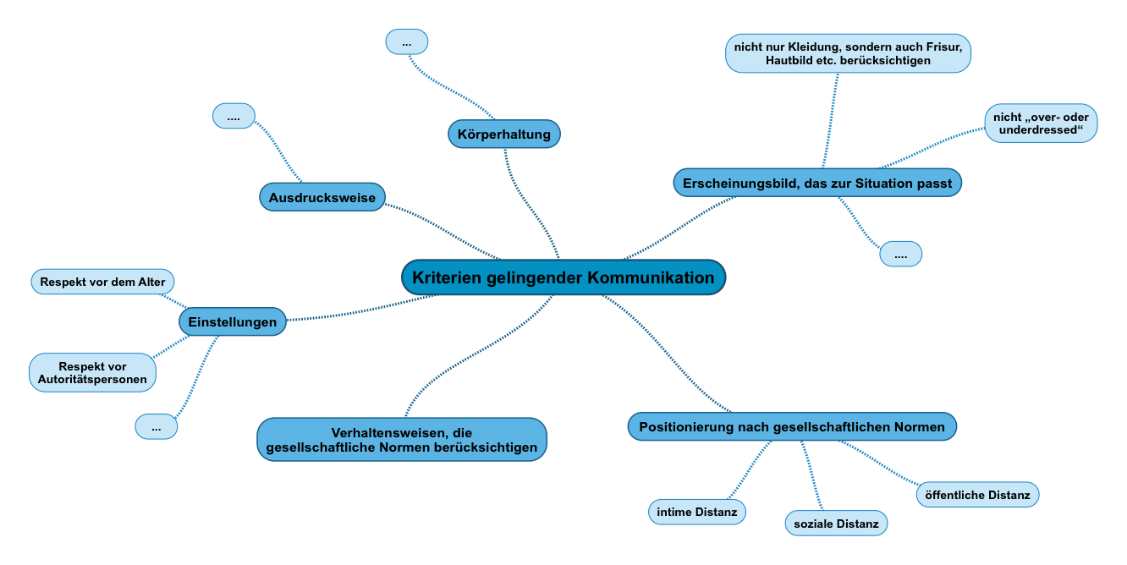 ...
nicht nur Kleidung, sondern auch Frisur,
Hautbild etc. berücksichtigen
....
nicht „over- oder
underdressed“
Körperhaltung
Erscheinungsbild, das zur Situation passt
Ausdrucksweise
....
Kriterien gelingender Kommunikation
Respekt vor dem Alter
Einstellungen
Respekt vor
Autoritätspersonen
...
Verhaltensweisen, die
gesellschaftliche Normen berücksichtigen
Positionierung nach gesellschaftlichen Normen
öffentliche Distanz
intime Distanz
soziale Distanz